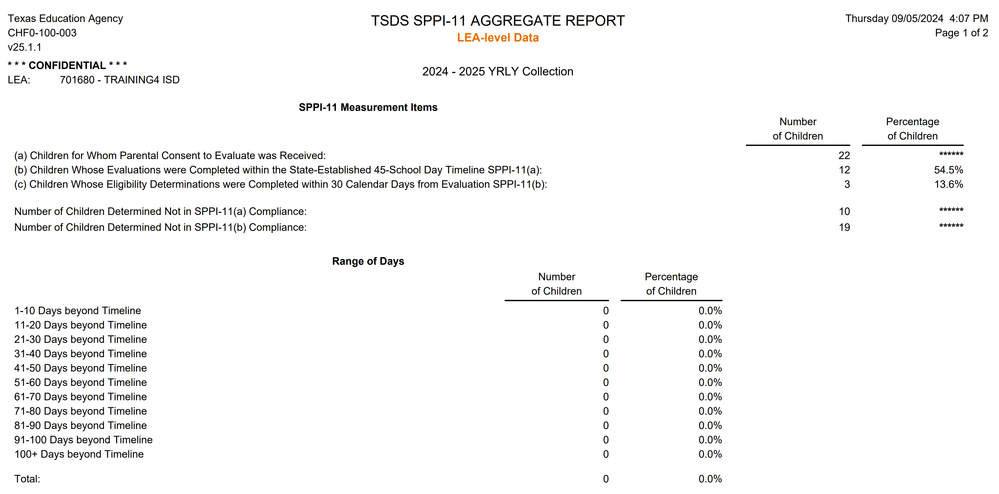 Texas Education Agency
CHF0-100-003
v25.1.1
* * * CONFIDENTIAL * * *
LEA: 701680 - TRAINING4 ISD
TSDS SPPI-11 AGGREGATE REPORT
LEA-level Data
2024 - 2025 YRLY Collection
Thursday 09/05/2024 4:07 PM
Page 1 of 2
SPPI-11 Measurement Items
Number of Children
Percentage of Children
(a) Children for Whom Parental Consent to Evaluate was Received: 22 ******
(b) Children Whose Evaluations were Completed within the State-Established 45-School Day Timeline SPPI-11(a): 12 54.5%
(c) Children Whose Eligibility Determinations were Completed within 30 Calendar Days from Evaluation SPPI-11(b): 3 13.6%
Number of Children Determined Not in SPPI-11(a) Compliance: 10 ******
Number of Children Determined Not in SPPI-11(b) Compliance: 19 ******
Range of Days
Number of Children
Percentage of Children
1-10 Days beyond Timeline 0 0.0%
11-20 Days beyond Timeline 0 0.0%
21-30 Days beyond Timeline 0 0.0%
31-40 Days beyond Timeline 0 0.0%
41-50 Days beyond Timeline 0 0.0%
51-60 Days beyond Timeline 0 0.0%
61-70 Days beyond Timeline 0 0.0%
71-80 Days beyond Timeline 0 0.0%
81-90 Days beyond Timeline 0 0.0%
91-100 Days beyond Timeline 0 0.0%
100+ Days beyond Timeline 0 0.0%
Total: 0 0.0%